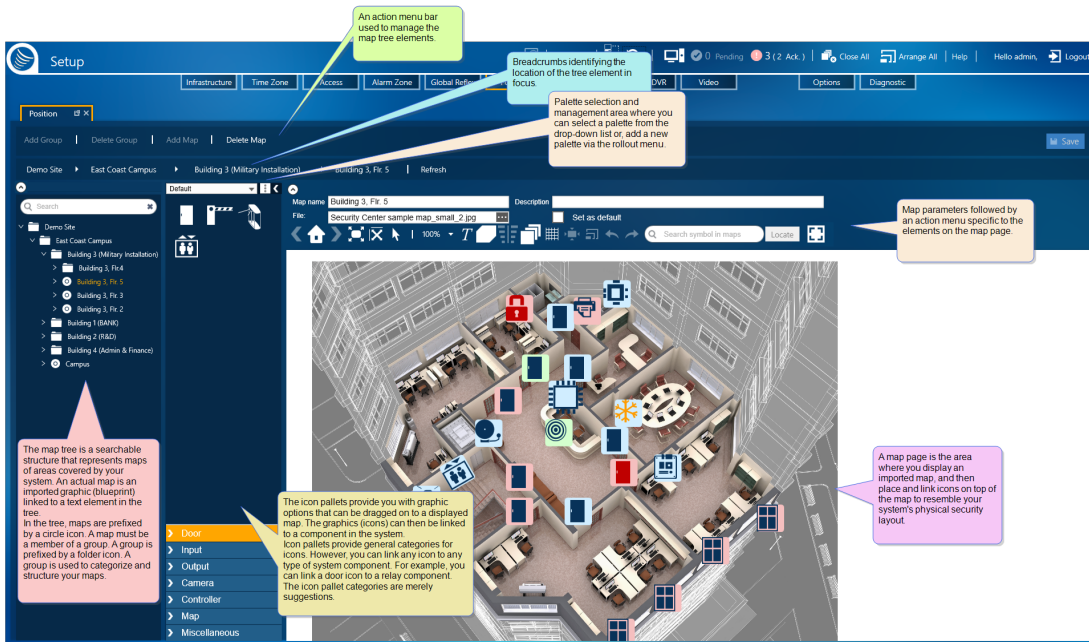 An action menu bar
used to manage the
map tree elements.
Setup
0 Pending 3 ( 2 Ack. ) Close All Arrange All Help Hello admin, Logout
Breadcrumbs identifying the
location of the tree element in
focus.
Infrastructure Time Zone Access Alarm Zone Global Reflex DVR Video Options Diagnostic
Palette selection and
management area where you
can select a palette from the
drop-down list or, add a new
palette via the rollout menu.
Position
Add Group Delete Group Add Map Delete Map Save
Demo Site East Coast Campus Building 3 (Military Installation) Building 3, Flr. 5 Refresh
Default
Search
Map name Building 3, Flr. 5 Description
File: Security Center sample map_small_2.jpg Set as default
100% T Search symbol in maps Locate
Map parameters followed by
an action menu specific to the
elements on the map page.
Demo Site
East Coast Campus
Building 3 (Military Installation)
Building 3, Flr.4
Building 3, Flr. 5
Building 3, Flr. 3
Building 3, Flr. 2
Building 1 (BANK)
Building 2 (R&D)
Building 4 (Admin & Finance)
Campus
The map tree is a searchable
structure that represents maps
of areas covered by your
system. An actual map is an
imported graphic (blueprint)
linked to a text element in the
tree.
In the tree, maps are prefixed
by a circle icon. A map must be
a member of a group. A group is
prefixed by a folder icon. A
group is used to categorize and
structure your maps.
The icon pallets provide you with graphic
options that can be dragged on to a displayed
map. The graphics (icons) can then be linked
to a component in the system.
Icon pallets provide general categories for
icons. However, you can link any icon to any
type of system component. For example, you
can link a door icon to a relay component.
The icon pallet categories are merely
suggestions.
A map page is the area
where you display an
imported map, and then
place and link icons on top of
the map to resemble your
system's physical security
layout.
Door
Input
Output
Camera
Controller
Map
Miscellaneous